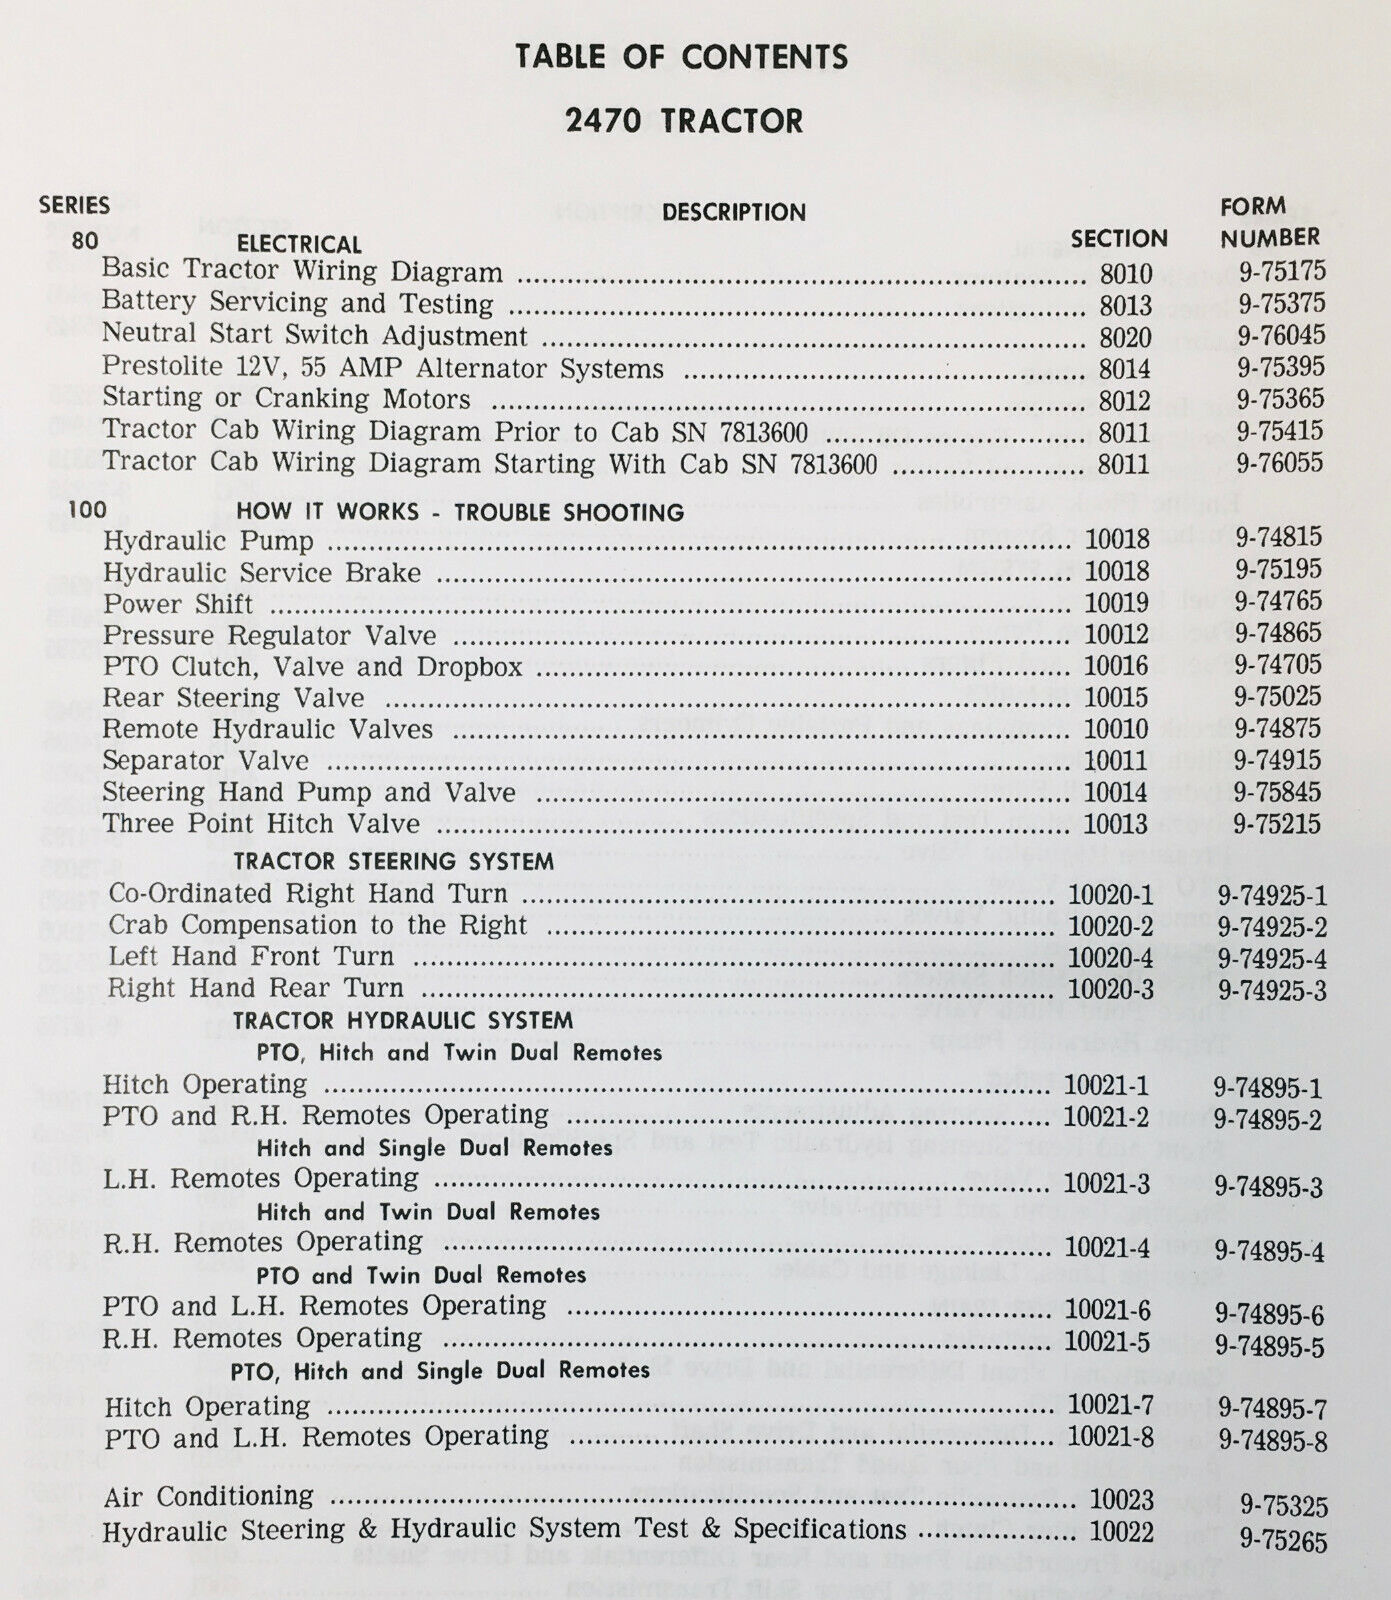 TABLE OF CONTENTS
2470 TRACTOR
SERIES DESCRIPTION FORM
80 ELECTRICAL SECTION NUMBER
Basic Tractor Wiring Diagram ........ 8010 9-75175
Battery Servicing and Testing ........ 8013 9-75375
Neutral Start Switch Adjustment ........ 8020 9-76045
Prestolite 12V, 55 AMP Alternator Systems ........ 8014 9-75395
Starting or Cranking Motors ........ 8012 9-75365
Tractor Cab Wiring Diagram Prior to Cab SN 7813600 ........ 8011 9-75415
Tractor Cab Wiring Diagram Starting With Cab SN 7813600 ........ 8011 9-76055
100 HOW IT WORKS - TROUBLE SHOOTING
Hydraulic Pump ........ 10018 9-74815
Hydraulic Service Brake ........ 10018 9-75195
Power Shift ........ 10019 9-74765
Pressure Regulator Valve ........ 10012 9-74865
PTO Clutch, Valve and Dropbox ........ 10016 9-74705
Rear Steering Valve ........ 10015 9-75025
Remote Hydraulic Valves ........ 10010 9-74875
Separator Valve ........ 10011 9-74915
Steering Hand Pump and Valve ........ 10014 9-75845
Three Point Hitch Valve ........ 10013 9-75215
TRACTOR STEERING SYSTEM
Co-Ordinated Right Hand Turn ........ 10020-1 9-74925-1
Crab Compensation to the Right ........ 10020-2 9-74925-2
Left Hand Front Turn ........ 10020-4 9-74925-4
Right Hand Rear Turn ........ 10020-3 9-74925-3
TRACTOR HYDRAULIC SYSTEM
PTO, Hitch and Twin Dual Remotes
Hitch Operating ........ 10021-1 9-74895-1
PTO and R.H. Remotes Operating ........ 10021-2 9-74895-2
Hitch and Single Dual Remotes
L.H. Remotes Operating ........ 10021-3 9-74895-3
Hitch and Twin Dual Remotes
R.H. Remotes Operating ........ 10021-4 9-74895-4
PTO and Twin Dual Remotes
PTO and L.H. Remotes Operating ........ 10021-6 9-74895-6
R.H. Remotes Operating ........ 10021-5 9-74895-5
PTO, Hitch and Single Dual Remotes
Hitch Operating ........ 10021-7 9-74895-7
PTO and L.H. Remotes Operating ........ 10021-8 9-74895-8
Air Conditioning ........ 10023 9-75325
Hydraulic Steering & Hydraulic System Test & Specifications ........ 10022 9-75265